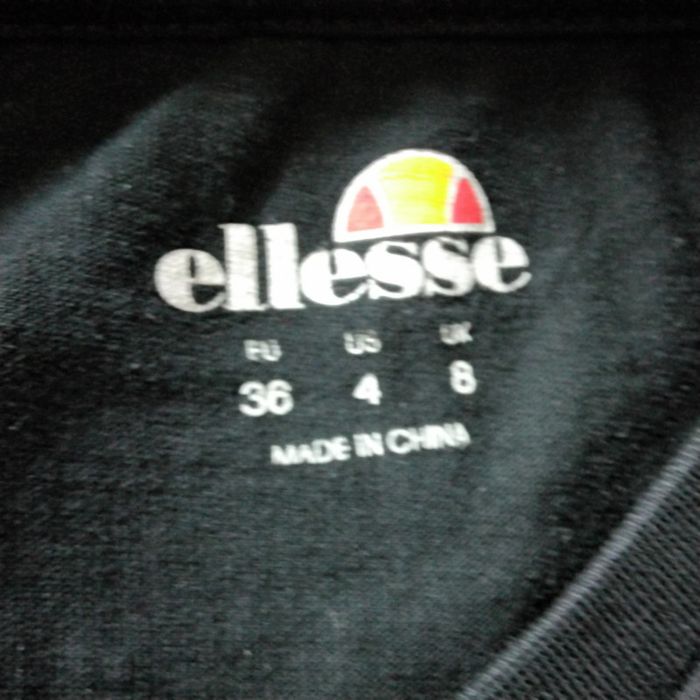 ellesse
EU US UK
36 4 8
MADE IN CHINA